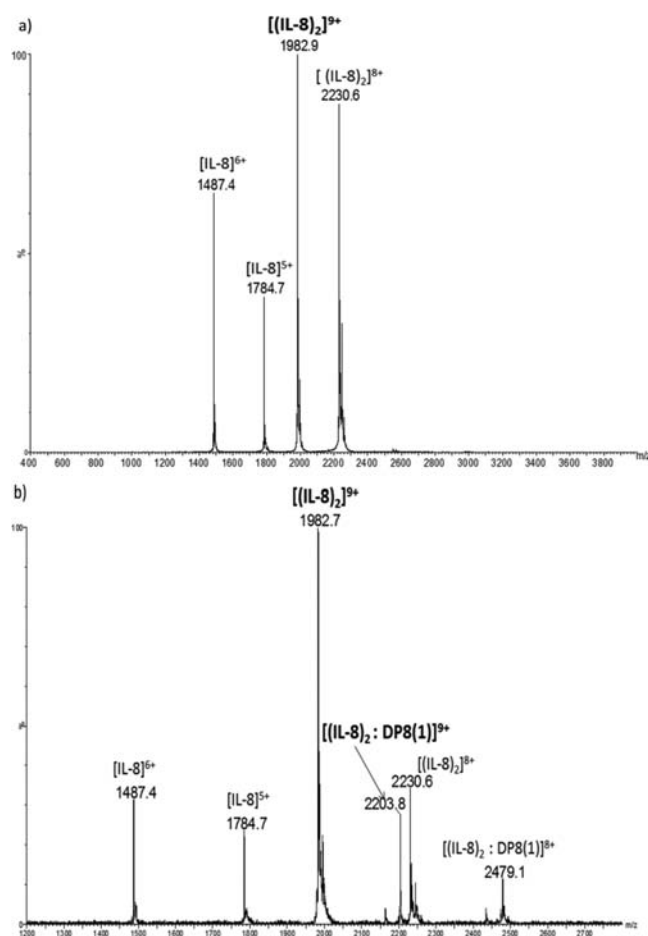 a)
[((IL-8)₂]⁹⁺
1982.9
[ (IL-8)₂]⁸⁺
2230.6
100
[IL-8]⁶⁺
1487.4
[IL-8]⁵⁺
1784.7
%
0
400 600 800 1000 1200 1400 1600 1800 2000 2200 2400 2600 2800 3000 3200 3400 3600 3800 m/z
b)
[(IL-8)₂]⁹⁺
1982.7
100
%
[(IL-8)₂ : DP8(1)]⁹⁺
[(IL-8)₂]⁸⁺
2230.6
2203.8
[IL-8]⁶⁺
1487.4
[IL-8]⁵⁺
1784.7
[(IL-8)₂ : DP8(1)]⁸⁺
2479.1
0
1200 1300 1400 1500 1600 1700 1800 1900 2000 2100 2200 2300 2400 2500 2600 2700 m/z